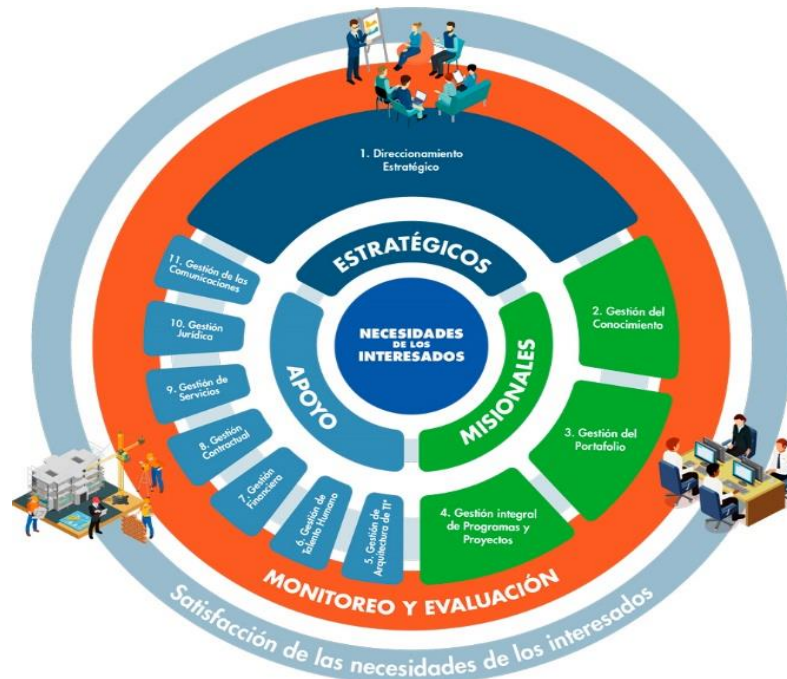 1. Direccionamiento
Estratégico
ESTRATÉGICOS
11. Gestión de las
Comunicaciones
2. Gestión del
Conocimiento
10. Gestión
Jurídica
NECESIDADES
DE LOS
INTERESADOS
APOYO
MISIONALES
9. Gestión de
Servicios
8. Gestión
Contractual
3. Gestión del
Portafolio
7. Gestión
Financiera
6. Gestión de
Talento Humano
5. Gestión de
Arquitectura de TI*
4. Gestión integral
de Programas y
Proyectos
MONITOREO Y EVALUACIÓN
Satisfacción de las necesidades de los interesados